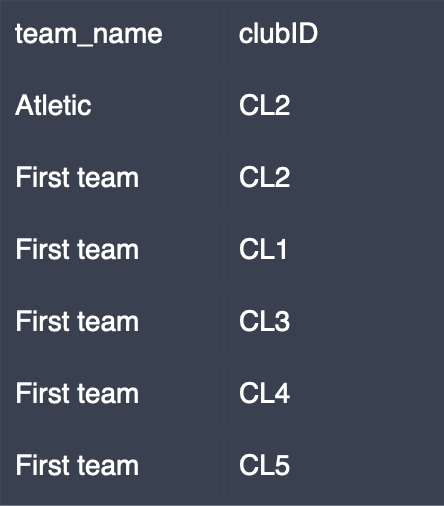 team_name clubID
Atletic CL2
First team CL2
First team CL1
First team CL3
First team CL4
First team CL5